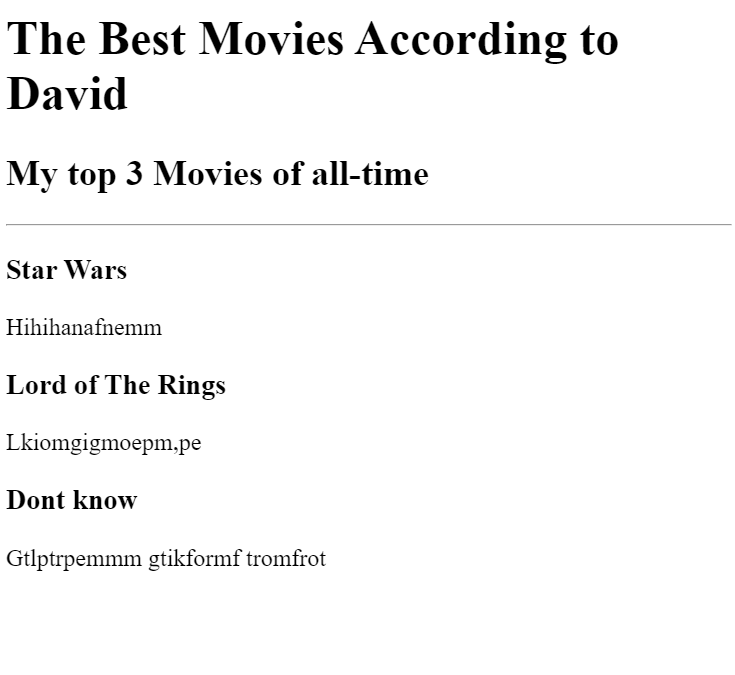 The Best Movies According to
David
My top 3 Movies of all-time
Star Wars
Hihihanafnemm
Lord of The Rings
Lkiomgigmoepm,pe
Dont know
Gtlptrpemmm gtikformf tromfrot